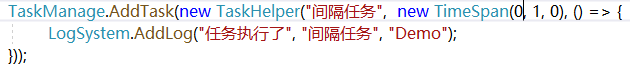 TaskManage.AddTask(new TaskHelper("间隔任务", new TimeSpan(0, 1, 0), () => {
LogSystem.AddLog("任务执行了", "间隔任务", "Demo");
}));